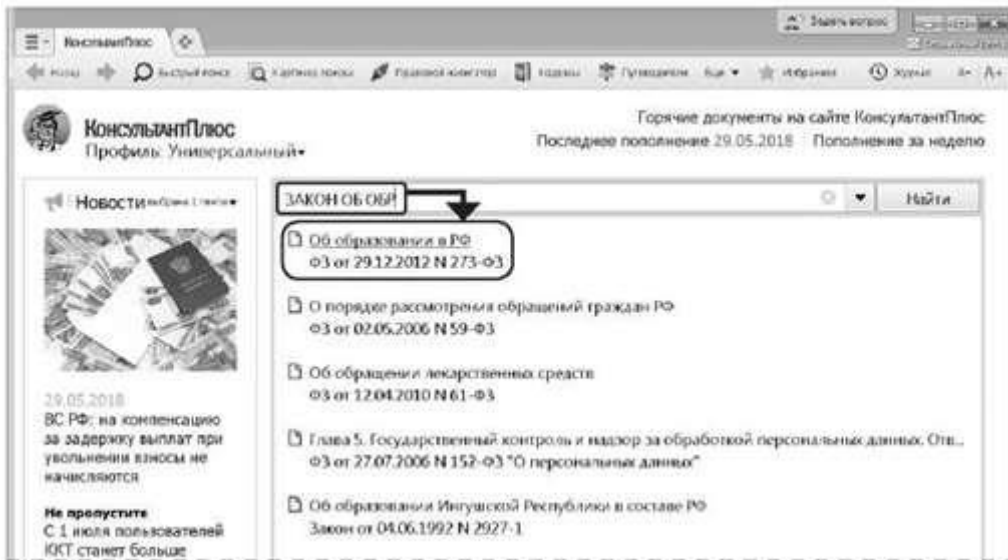 Задать вопрос
КонсультантПлюс
Назад Быстрый поиск Карточка поиска Правовой навигатор Кодексы Путеводители Еще Избранное Журнал А- А+
КонсультантПлюс
Профиль: Универсальный
Горячие документы на сайте КонсультантПлюс
Последнее пополнение 29.05.2018 Пополнение за неделю
Новости
ЗАКОН ОБ ОБР
Найти
Об образовании в РФ
ФЗ от 29.12.2012 N 273-ФЗ
О порядке рассмотрения обращений граждан РФ
ФЗ от 02.05.2006 N 59-ФЗ
Об обращении лекарственных средств
ФЗ от 12.04.2010 N 61-ФЗ
Глава 5. Государственный контроль и надзор за обработкой персональных данных. Отв...
ФЗ от 27.07.2006 N 152-ФЗ "О персональных данных"
Об образовании Ингушской Республики в составе РФ
Закон от 04.06.1992 N 2927-1
29.05.2018
ВС РФ: на компенсацию
за задержку выплат при
увольнении взносы не
начисляются
Не пропустите
С 1 июля пользователей
ККТ станет больше